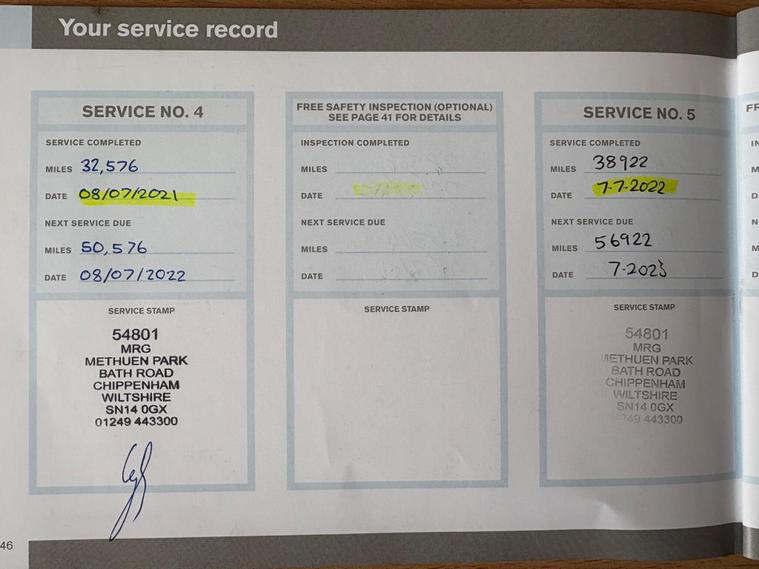 Your service record
SERVICE NO. 4
SERVICE COMPLETED
MILES 32,576
DATE 08/07/2021
NEXT SERVICE DUE
MILES 50,576
DATE 08/07/2022
SERVICE STAMP
54801
MRG
METHUEN PARK
BATH ROAD
CHIPPENHAM
WILTSHIRE
SN14 0GX
01249 443300
FREE SAFETY INSPECTION (OPTIONAL)
SEE PAGE 41 FOR DETAILS
INSPECTION COMPLETED
MILES
DATE
NEXT SERVICE DUE
MILES
DATE
SERVICE STAMP
SERVICE NO. 5
SERVICE COMPLETED
MILES 38922
DATE 7-7-2022
NEXT SERVICE DUE
MILES 56922
DATE 7-2023
SERVICE STAMP
54801
MRG
METHUEN PARK
BATH ROAD
CHIPPENHAM
WILTSHIRE
SN14 0GX
249 443300
46